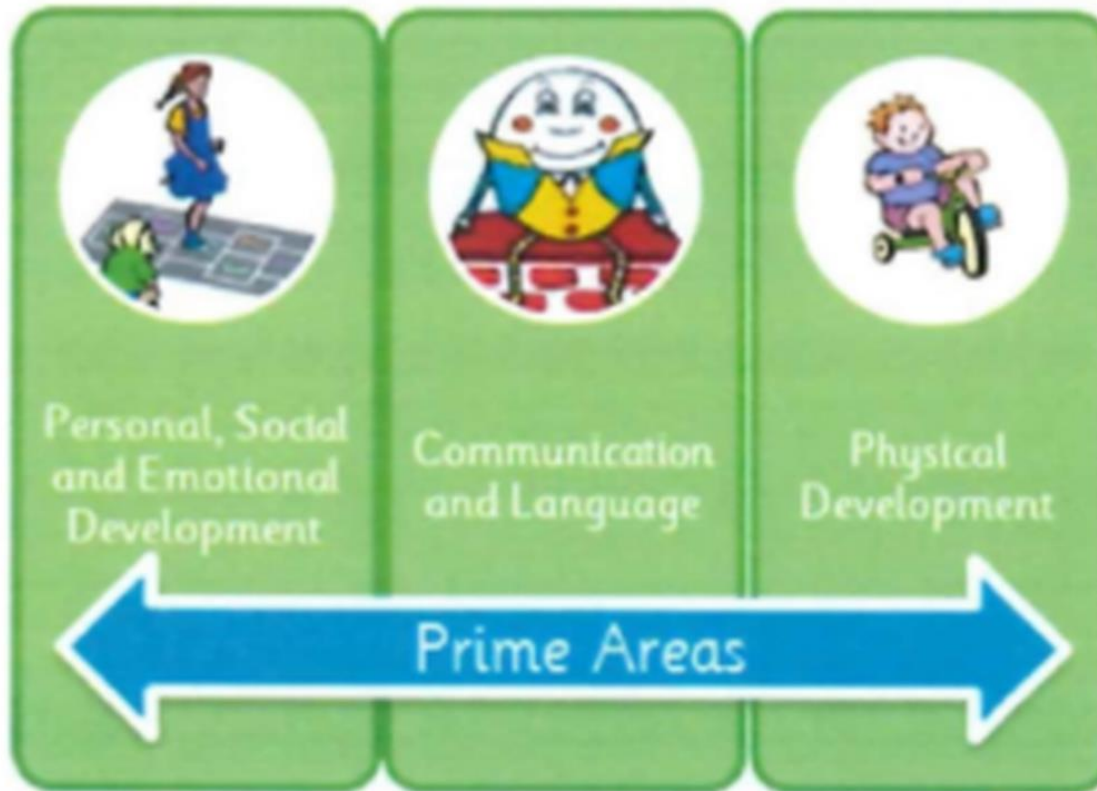 Personal, Social
and Emotional
Development
Communication
and Language
Physical
Development
Prime Areas